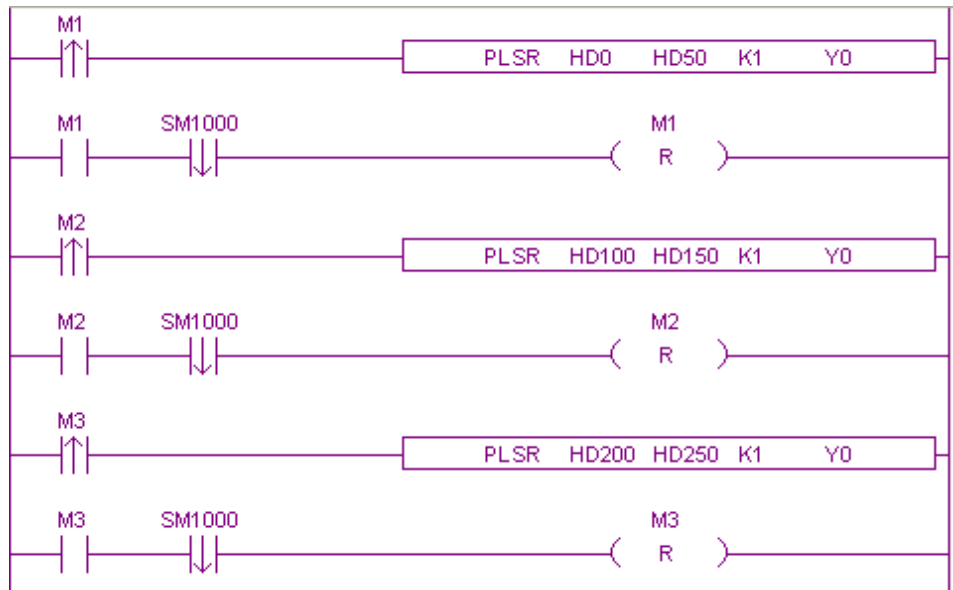 M1
PLSR HD0 HD50 K1 Y0
M1 SM1000 M1
R
M2
PLSR HD100 HD150 K1 Y0
M2 SM1000 M2
R
M3
PLSR HD200 HD250 K1 Y0
M3 SM1000 M3
R